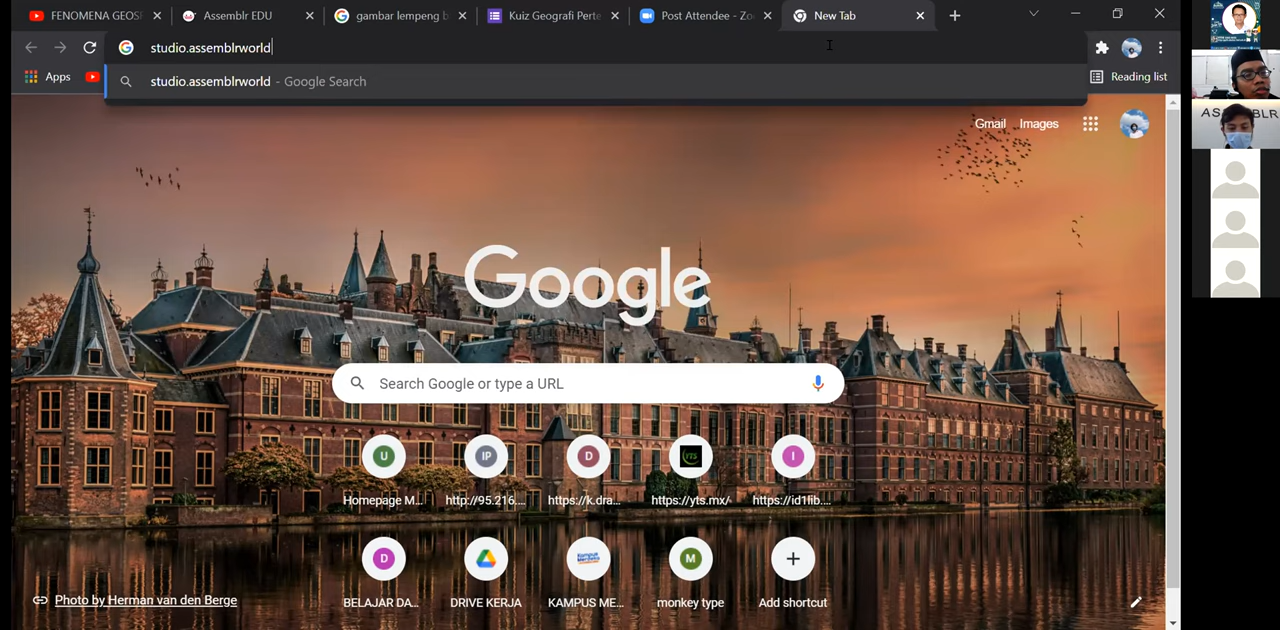 FENOMENA GEOSF
Assemblr EDU
gambar lempeng b
Kuiz Geografi Perte
Post Attendee - Zo
New Tab
studio.assemblrworld
Apps
Reading list
studio.assemblrworld - Google Search
Gmail
Images
ASSEMBLR
Google
Search Google or type a URL
U
IP
D
YTS
I
Homepage M...
http://95.216....
https://k.dra...
https://yts.mx/
https://id1lib....
D
M
BELAJAR DA...
DRIVE KERJA
KAMPUS ME...
monkey type
Add shortcut
Photo by Herman van den Berge